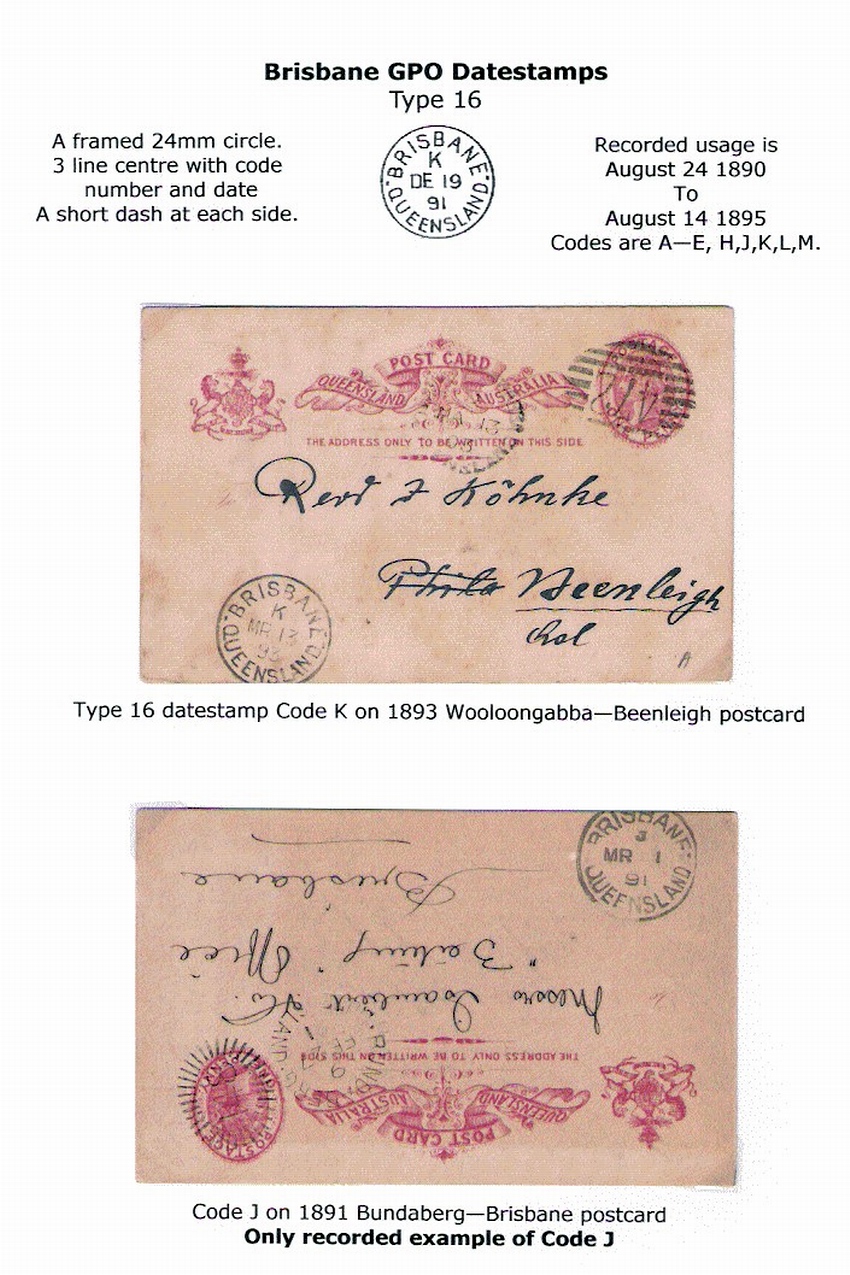 Brisbane GPO Datestamps
Type 16
A framed 24mm circle.
3 line centre with code
number and date
A short dash at each side.
BRISBANE
K
DE 19
91
QUEENSLAND
Recorded usage is
August 24 1890
To
August 14 1895
Codes are A—E, H,J,K,L,M.
POST CARD
QUEENSLAND AUSTRALIA
THE ADDRESS ONLY TO BE WRITTEN ON THIS SIDE
Revd J Köhnke
Phila Beenleigh
A
BRISBANE
K
MR 13
93
QUEENSLAND
Type 16 datestamp Code K on 1893 Wooloongabba—Beenleigh postcard
BRISBANE
J
MR 1
91
QUEENSLAND
Brisbane
Office
Messrs
THE ADDRESS ONLY TO BE WRITTEN ON THIS SIDE
QUEENSLAND AUSTRALIA
POST CARD
POSTAGE
Code J on 1891 Bundaberg—Brisbane postcard
Only recorded example of Code J